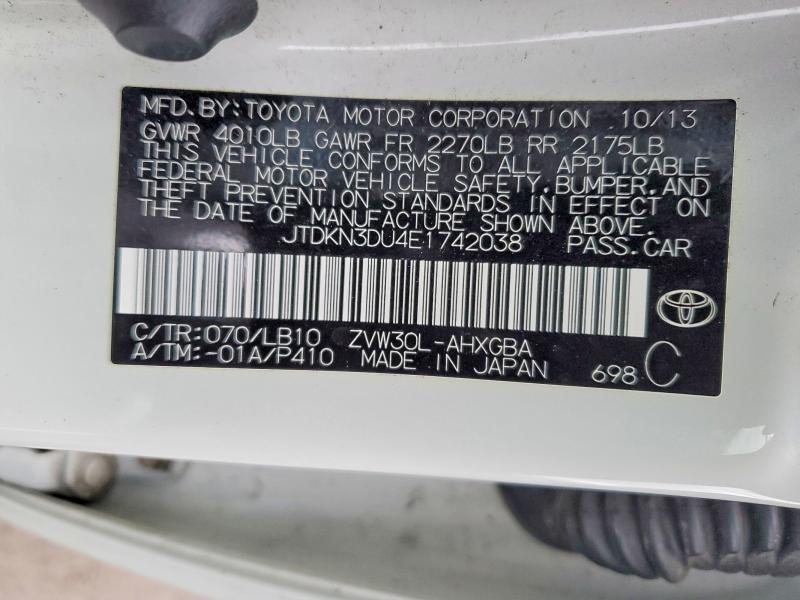 MFD. BY: TOYOTA MOTOR CORPORATION 10/13
GVWR 4010LB GAWR FR 2270LB RR 2175LB
THIS VEHICLE CONFORMS TO ALL APPLICABLE
FEDERAL MOTOR VEHICLE SAFETY, BUMPER, AND
THEFT PREVENTION STANDARDS IN EFFECT ON
THE DATE OF MANUFACTURE SHOWN ABOVE.
JTDKN3DU4E1742038 PASS.CAR
C/TR: 070/LB10 ZVW30L-AHXGBA
A/TM: -01A/P410 MADE IN JAPAN
698 C